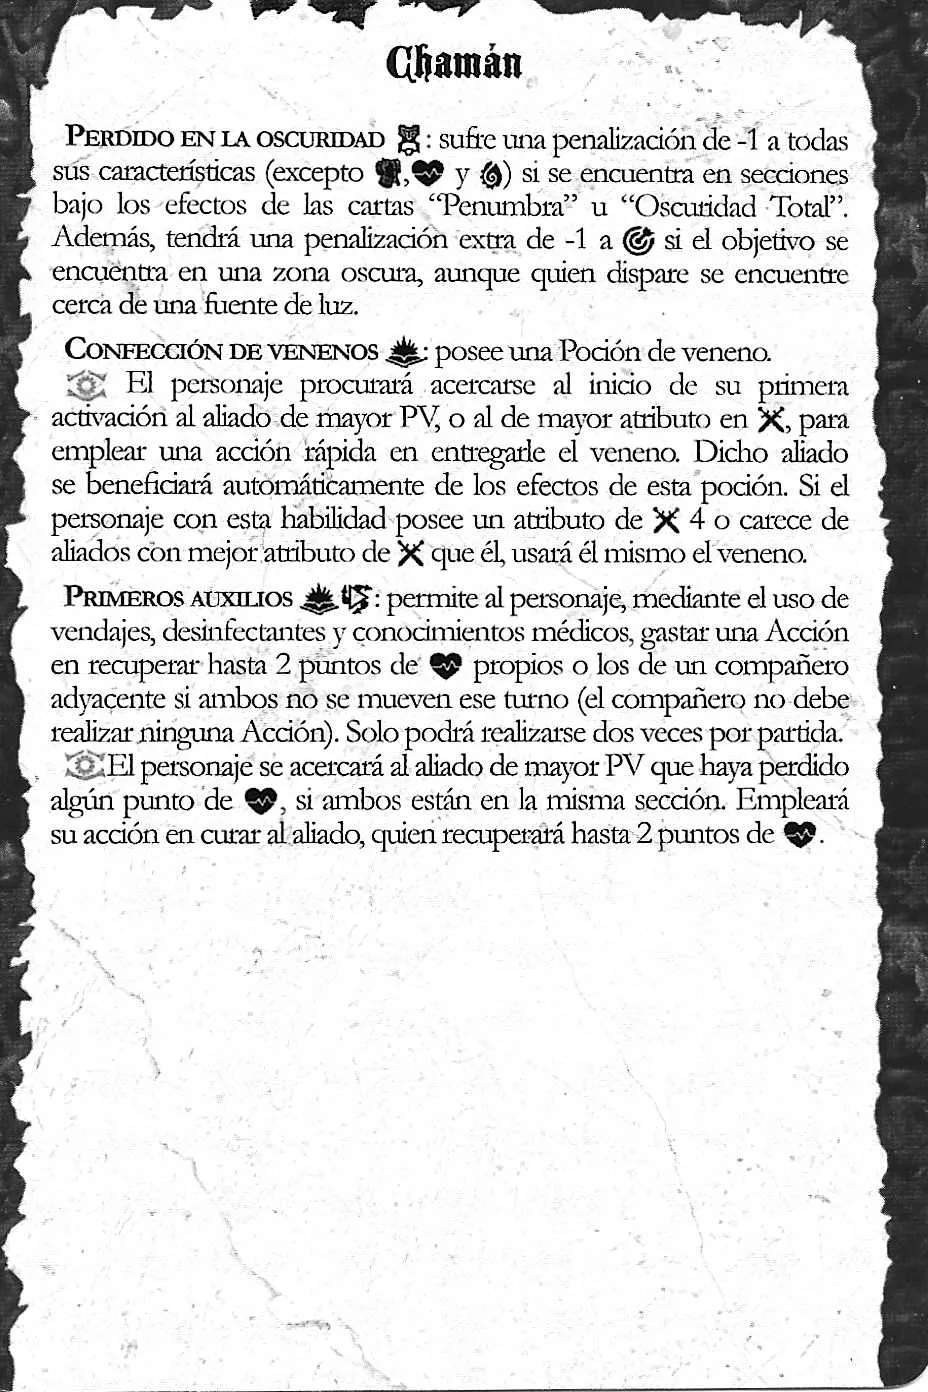 Chamán
PERDIDO EN LA OSCURIDAD : sufre una penalización de -1 a todas
sus características (excepto , y ) si se encuentra en secciones
bajo los efectos de las cartas “Penumbra” u “Oscuridad Total”.
Además, tendrá una penalización extra de -1 a si el objetivo se
encuentra en una zona oscura, aunque quien dispare se encuentre
cerca de una fuente de luz.
CONFECCIÓN DE VENENOS : posee una Poción de veneno.
El personaje procurará acercarse al inicio de su primera
activación al aliado de mayor PV, o al de mayor atributo en , para
emplear una acción rápida en entregarle el veneno. Dicho aliado
se beneficiará automáticamente de los efectos de esta poción. Si el
personaje con esta habilidad posee un atributo de 4 o carece de
aliados con mejor atributo de que él, usará él mismo el veneno.
PRIMEROS AUXILIOS : permite al personaje, mediante el uso de
vendajes, desinfectantes y conocimientos médicos, gastar una Acción
en recuperar hasta 2 puntos de propios o los de un compañero
adyacente si ambos no se mueven ese turno (el compañero no debe
realizar ninguna Acción). Solo podrá realizarse dos veces por partida.
El personaje se acercará al aliado de mayor PV que haya perdido
algún punto de , si ambos están en la misma sección. Empleará
su acción en curar al aliado, quien recuperará hasta 2 puntos de .